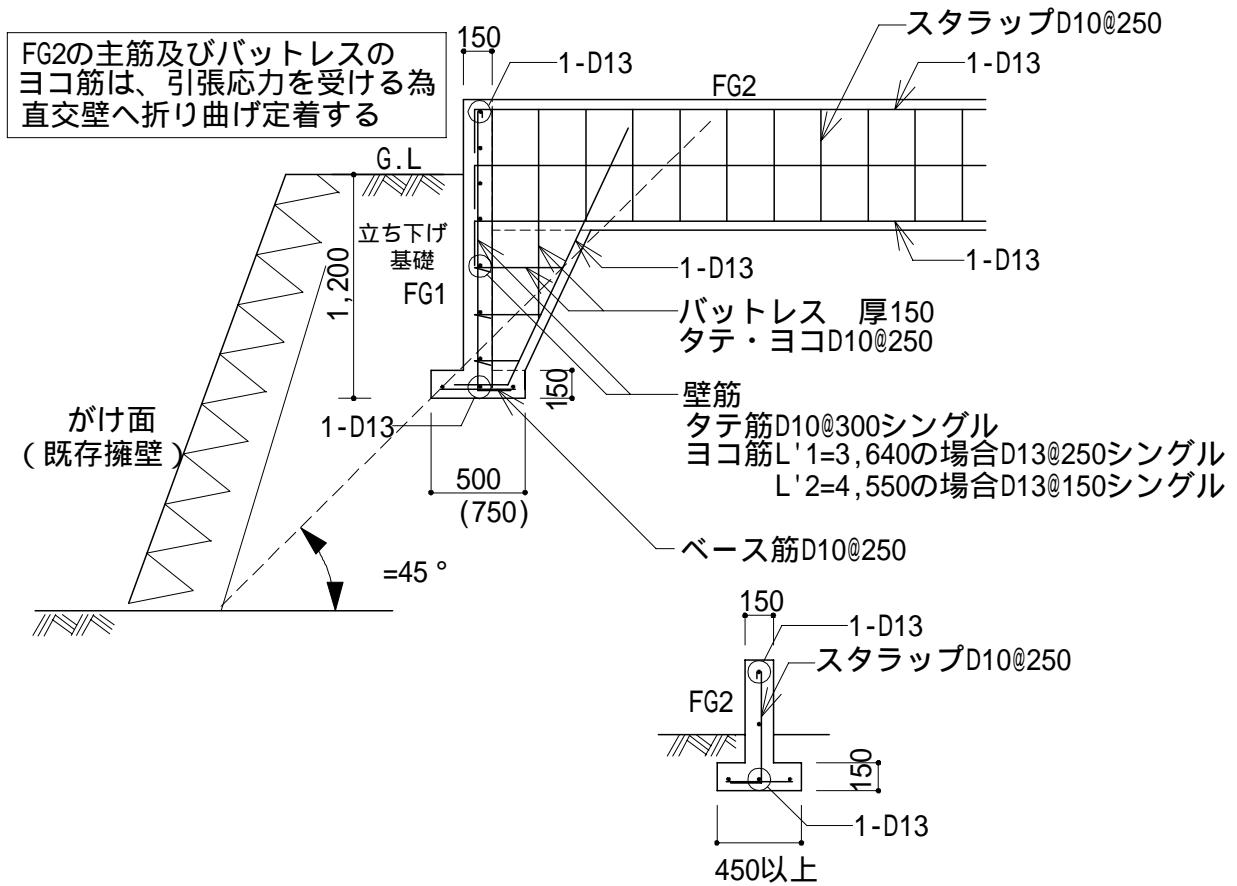 FG2の主筋及びバットレスの
ヨコ筋は、引張応力を受ける為
直交壁へ折り曲げ定着する
150
1-D13
スタラップD10@250
1-D13
FG2
G.L
立ち下げ
基礎
FG1
1,200
1-D13
1-D13
バットレス 厚150
タテ・ヨコD10@250
150
壁筋
タテ筋D10@300シングル
ヨコ筋L'1=3,640の場合D13@250シングル
L'2=4,550の場合D13@150シングル
がけ面
(既存擁壁)
1-D13
500
(750)
ベース筋D10@250
=45°
150
1-D13
スタラップD10@250
FG2
150
1-D13
450以上